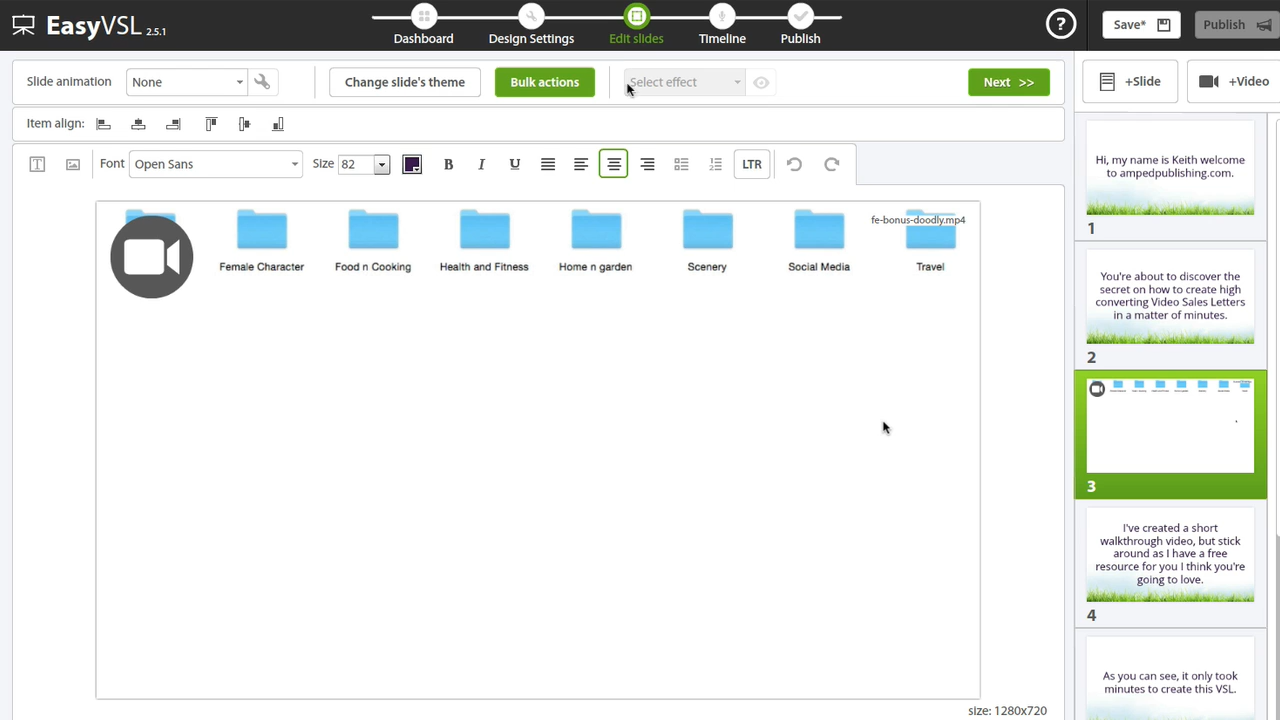 EasyVSL 2.5.1
Dashboard
Design Settings
Edit slides
Timeline
Publish
?
Save*
Publish
Slide animation
None
Change slide's theme
Bulk actions
Select effect
Next >>
+Slide
+Video
Item align:
Font
Open Sans
Size
82
B
I
U
LTR
fe-bonus-doodly.mp4
Female Character
Food n Cooking
Health and Fitness
Home n garden
Scenery
Social Media
Travel
size: 1280x720
Hi, my name is Keith welcome
to ampedpublishing.com.
1
You're about to discover the
secret on how to create high
converting Video Sales Letters
in a matter of minutes.
2
3
I've created a short
walkthrough video, but stick
around as I have a free
resource for you I think you're
going to love.
4
As you can see, it only took
minutes to create this VSL.